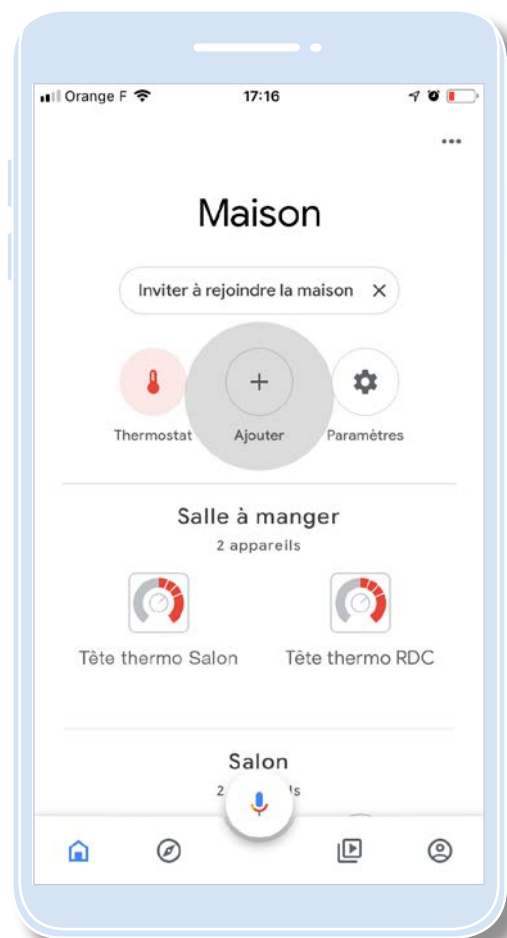 Orange F 17:16
Maison
Inviter à rejoindre la maison
Thermostat Ajouter Paramètres
Salle à manger
2 appareils
Tête thermo Salon Tête thermo RDC
Salon
2